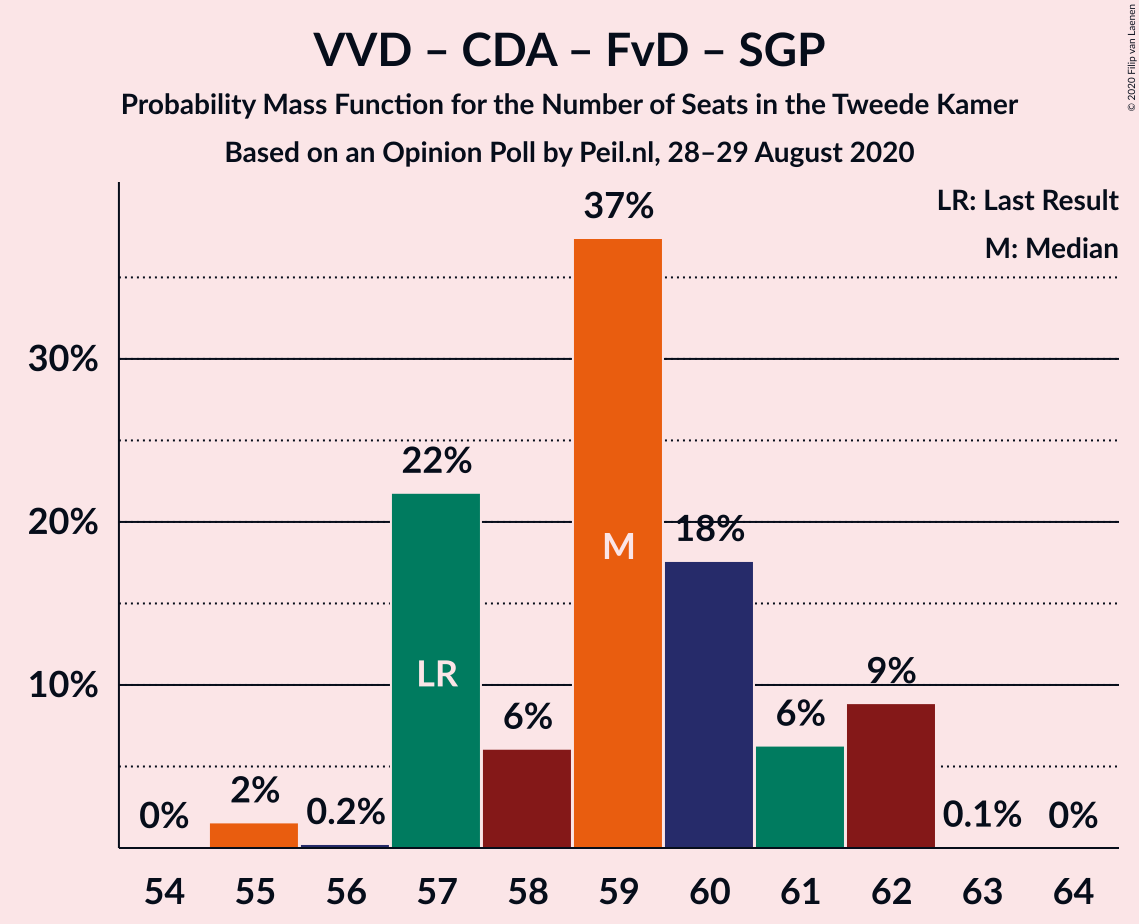 VVD – CDA – FvD – SGP
Probability Mass Function for the Number of Seats in the Tweede Kamer
Based on an Opinion Poll by Peil.nl, 28–29 August 2020
© 2020 Filip van Laenen
LR: Last Result
M: Median
30%
20%
10%
0%
2%
0.2%
22%
6%
37%
18%
6%
9%
0.1%
0%
LR
M
54 55 56 57 58 59 60 61 62 63 64